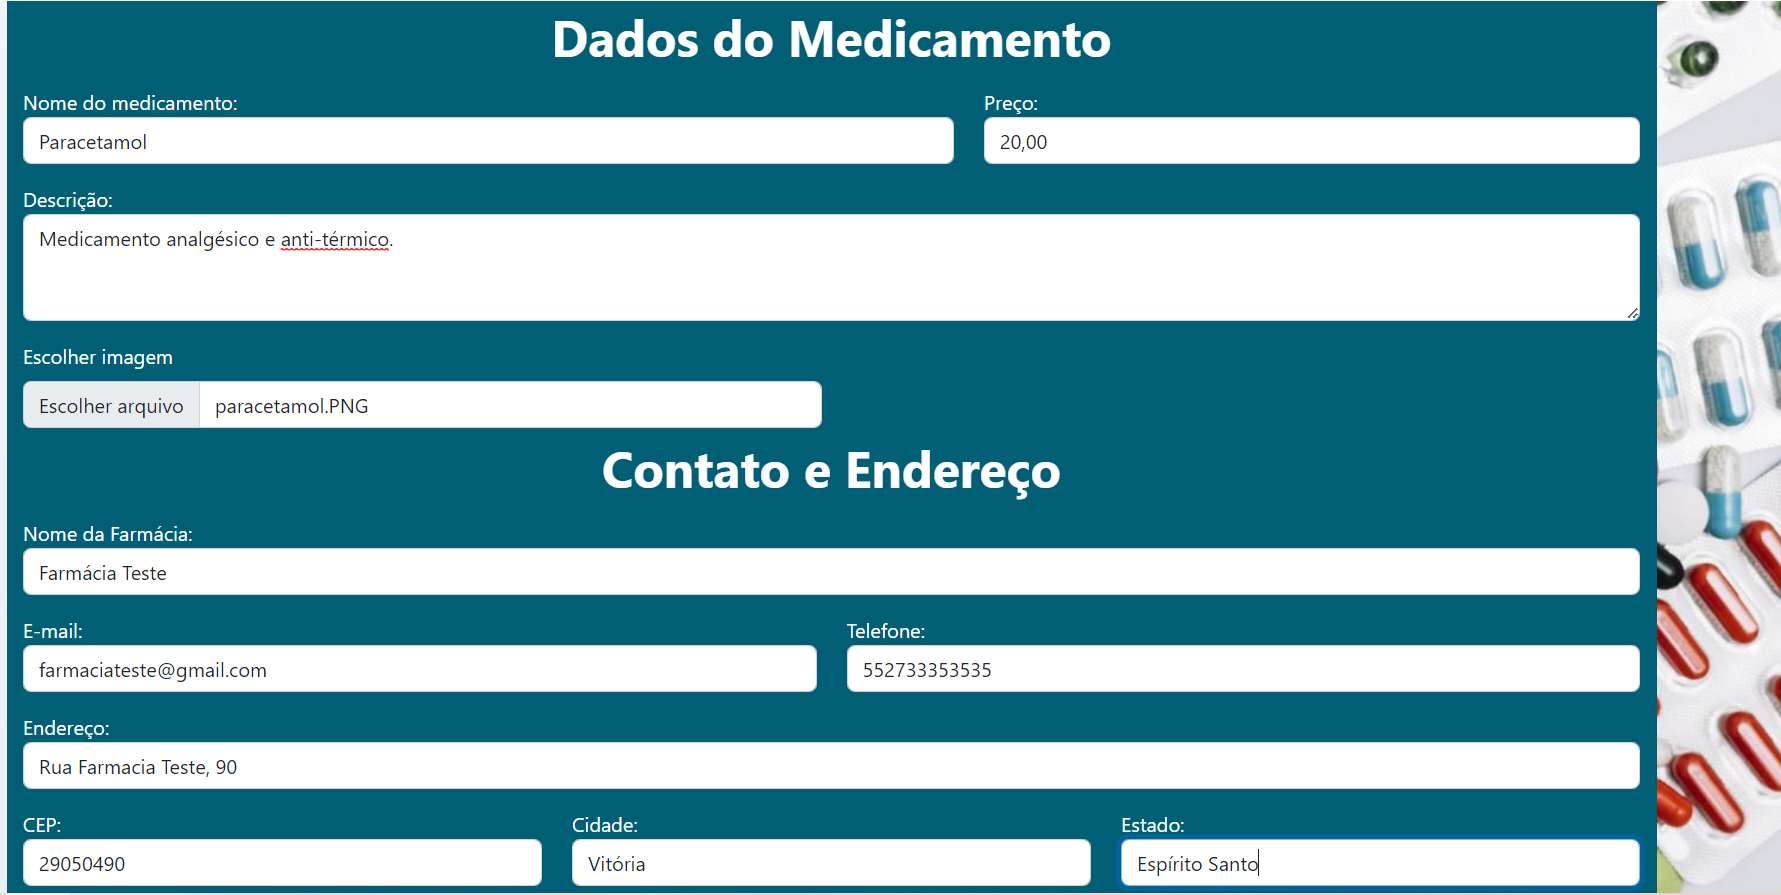 Dados do Medicamento
Nome do medicamento:
Preço:
Paracetamol
20,00
Descrição:
Medicamento analgésico e anti-térmico.
Escolher imagem
Escolher arquivo
paracetamol.PNG
Contato e Endereço
Nome da Farmácia:
Farmácia Teste
E-mail:
Telefone:
farmaciateste@gmail.com
552733353535
Endereço:
Rua Farmacia Teste, 90
CEP:
Cidade:
Estado:
29050490
Vitória
Espírito Santo